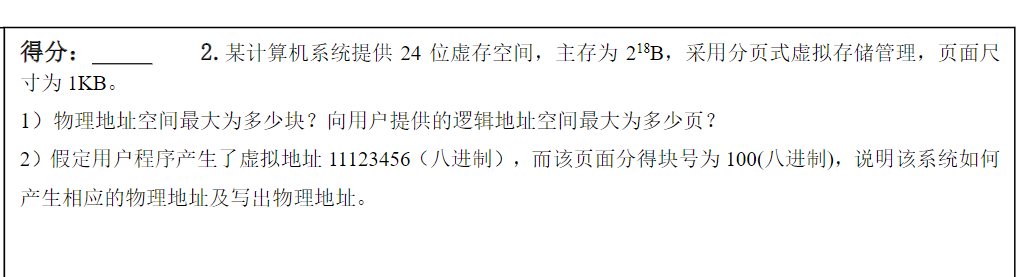 得分：_____ 2. 某计算机系统提供 24 位虚存空间，主存为 2¹⁸B，采用分页式虚拟存储管理，页面尺
寸为 1KB。
1）物理地址空间最大为多少块？向用户提供的逻辑地址空间最大为多少页？
2）假定用户程序产生了虚拟地址 11123456（八进制），而该页面分得块号为 100(八进制)，说明该系统如何
产生相应的物理地址及写出物理地址。